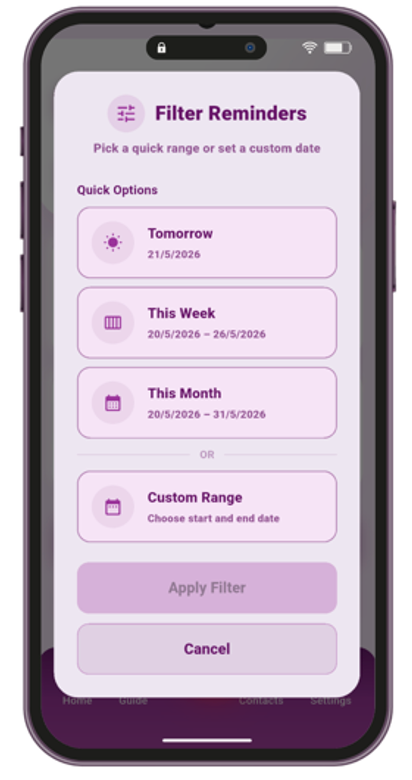 Filter Reminders
Pick a quick range or set a custom date
Quick Options
Tomorrow
21/5/2026
This Week
20/5/2026 – 26/5/2026
This Month
20/5/2026 – 31/5/2026
OR
Custom Range
Choose start and end date
Apply Filter
Cancel
Home Guide Contacts Settings